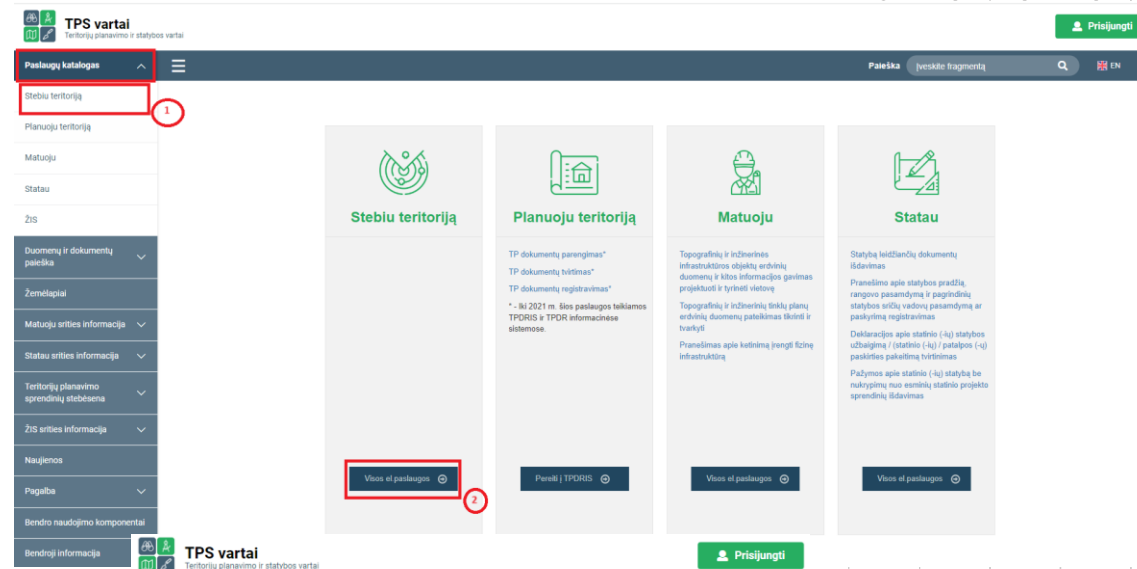 TPS vartai
Teritorijų planavimo ir statybos vartai
Prisijungti
Paslaugų katalogas
Paieška
Įveskite fragmentą
EN
Stebiu teritoriją
1
Planuoju teritoriją
Matuoju
Statau
ŽIS
Duomenų ir dokumentų
paieška
Žemėlapiai
Matuoju srities informacija
Statau srities informacija
Teritorijų planavimo
sprendinių stebėsena
ŽIS srities informacija
Naujienos
Pagalba
Bendro naudojimo komponentai
Bendroji informacija
Stebiu teritoriją
Visos el.paslaugos
2
Planuoju teritoriją
TP dokumentų parengimas*
TP dokumentų tvirtimas*
TP dokumentų registravimas*
* - Iki 2021 m. šios paslaugos teikiamos
TPDRIS ir TPDR informacinėse
sistemose.
Pereiti į TPDRIS
Matuoju
Topografinių ir inžinerinės
infrastruktūros objektų erdvinių
duomenų ir kitos informacijos gavimas
projektuoti ir tyrinėti vietovę
Topografinių ir inžinerinių tinklų planų
erdvinių duomenų pateikimas tikrinti ir
tvarkyti
Pranešimas apie ketinimą įrengti fizinę
infrastruktūrą
Visos el.paslaugos
Statau
Statybą leidžiančių dokumentų
išdavimas
Pranešimo apie statybos pradžią,
rangovo pasamdymą ir pagrindinių
statybos sričių vadovų pasamdymą ar
paskyrimą registravimas
Deklaracijos apie statinio (-ių) statybos
užbaigimą / (statinio (-ių) / patalpos (-ų)
paskirties pakeitimą tvirtinimas
Pažymos apie statinio (-ių) statybą be
nukrypimų nuo esminių statinio projekto
sprendinių išdavimas
Visos el.paslaugos
TPS vartai
Teritorijų planavimo ir statybos vartai
Prisijungti